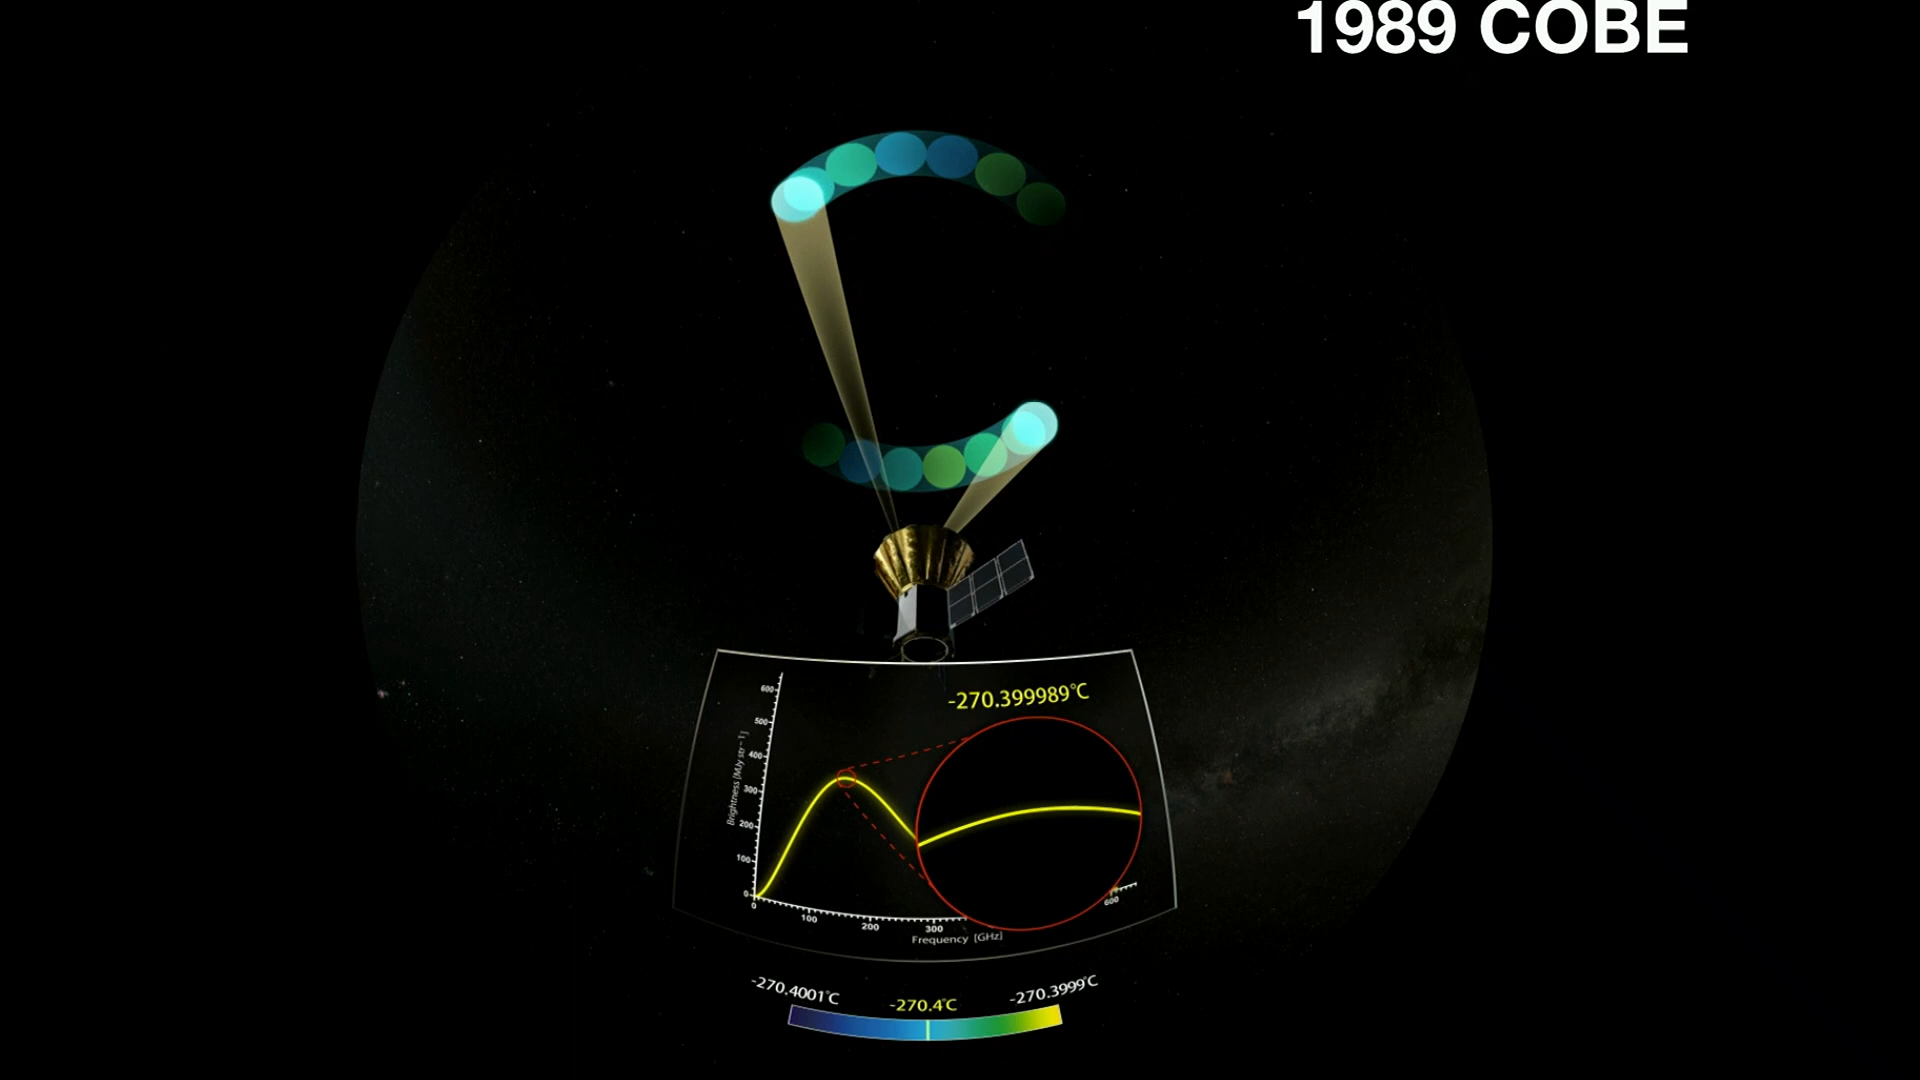 1989 COBE
-270.399989°C
600
500
400
300
200
100
0
Brightness [MJy str⁻¹]
0
100
200
300
600
Frequency [GHz]
-270.4001°C
-270.4°C
-270.3999°C